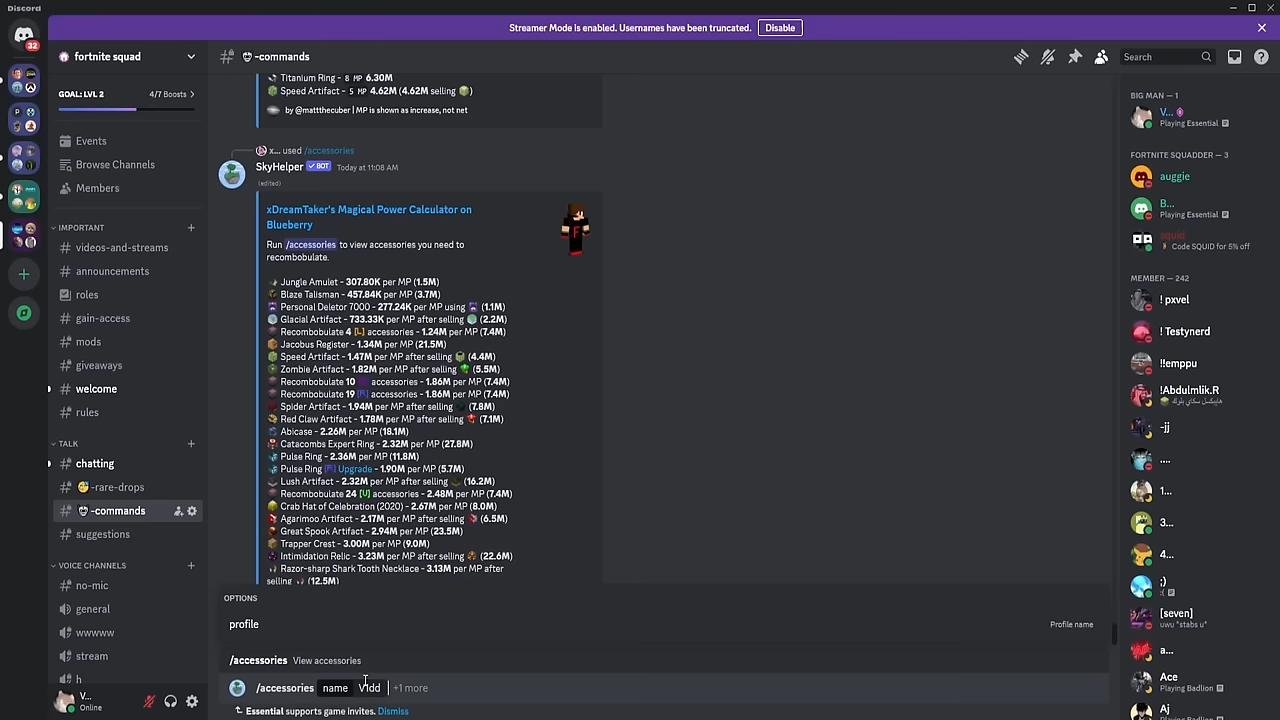 Discord
Streamer Mode is enabled. Usernames have been truncated.
Disable
32
fortnite squad
GOAL: LVL 2
4/7 Boosts
Events
Browse Channels
Members
IMPORTANT
videos-and-streams
announcements
roles
gain-access
mods
giveaways
welcome
rules
TALK
chatting
-rare-drops
-commands
suggestions
VOICE CHANNELS
no-mic
general
wwwww
stream
h
V...
Online
-commands
Search
Titanium Ring - 8 MP 6.30M
Speed Artifact - 5 MP 4.62M (4.62M selling )
by @mattthecuber | MP is shown as increase, not net
x... used /accessories
SkyHelper BOT Today at 11:08 AM
(edited)
xDreamTaker's Magical Power Calculator on
Blueberry
Run /accessories to view accessories you need to
recombobulate.
Jungle Amulet - 307.80K per MP (1.5M)
Blaze Talisman - 457.84K per MP (3.7M)
Personal Deletor 7000 - 277.24K per MP using (1.1M)
Glacial Artifact - 733.33K per MP after selling (2.2M)
Recombobulate 4 [L] accessories - 1.24M per MP (7.4M)
Jacobus Register - 1.34M per MP (21.5M)
Speed Artifact - 1.47M per MP after selling (4.4M)
Zombie Artifact - 1.82M per MP after selling (5.5M)
Recombobulate 10 accessories - 1.86M per MP (7.4M)
Recombobulate 19 [R] accessories - 1.86M per MP (7.4M)
Spider Artifact - 1.94M per MP after selling (7.8M)
Red Claw Artifact - 1.78M per MP after selling (7.1M)
Abicase - 2.26M per MP (18.1M)
Catacombs Expert Ring - 2.32M per MP (27.8M)
Pulse Ring - 2.36M per MP (11.8M)
Pulse Ring [R] Upgrade - 1.90M per MP (5.7M)
Lush Artifact - 2.32M per MP after selling (16.2M)
Recombobulate 24 [U] accessories - 2.48M per MP (7.4M)
Crab Hat of Celebration (2020) - 2.67M per MP (8.0M)
Agarimoo Artifact - 2.17M per MP after selling (6.5M)
Great Spook Artifact - 2.94M per MP (23.5M)
Trapper Crest - 3.00M per MP (9.0M)
Intimidation Relic - 3.23M per MP after selling (22.6M)
Razor-sharp Shark Tooth Necklace - 3.13M per MP after
selling (12.5M)
OPTIONS
profile
Profile name
/accessories View accessories
/accessories name Vidd +1 more
Essential supports game invites. Dismiss
BIG MAN — 1
V...
Playing Essential
FORTNITE SQUADDER — 3
auggie
B...
Playing Essential
squid
Code SQUID for 5% off
MEMBER — 242
! pxvel
! Testynerd
!!emppu
!Abdulmlik.R
هايبكسل سكاي بلوك
-jj
....
1...
3...
4...
;)
:(
[seven]
uwu *stabs u*
a...
Ace
Playing Badlion
Aj
Playing Badlion